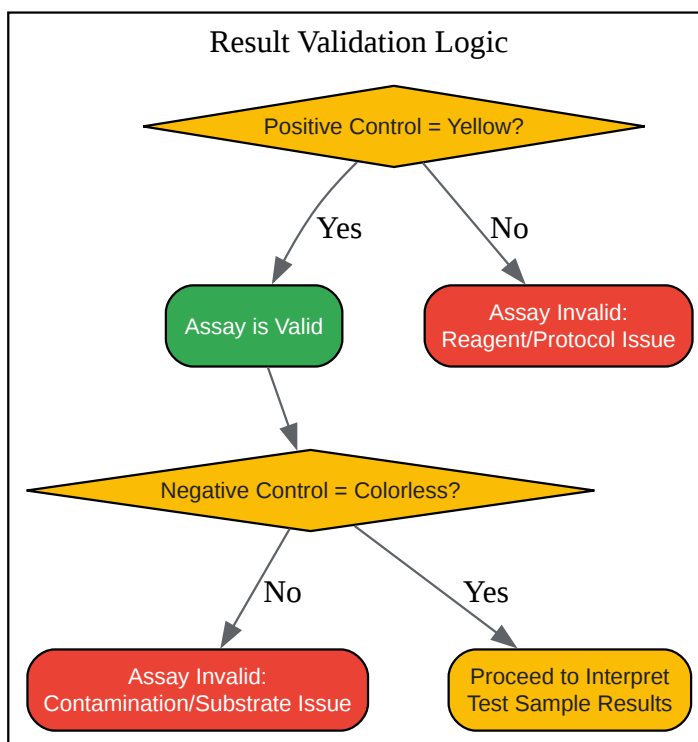 Result Validation Logic
Positive Control = Yellow?
Yes
No
Assay is Valid
Assay Invalid:
Reagent/Protocol Issue
Negative Control = Colorless?
No
Yes
Assay Invalid:
Contamination/Substrate Issue
Proceed to Interpret
Test Sample Results